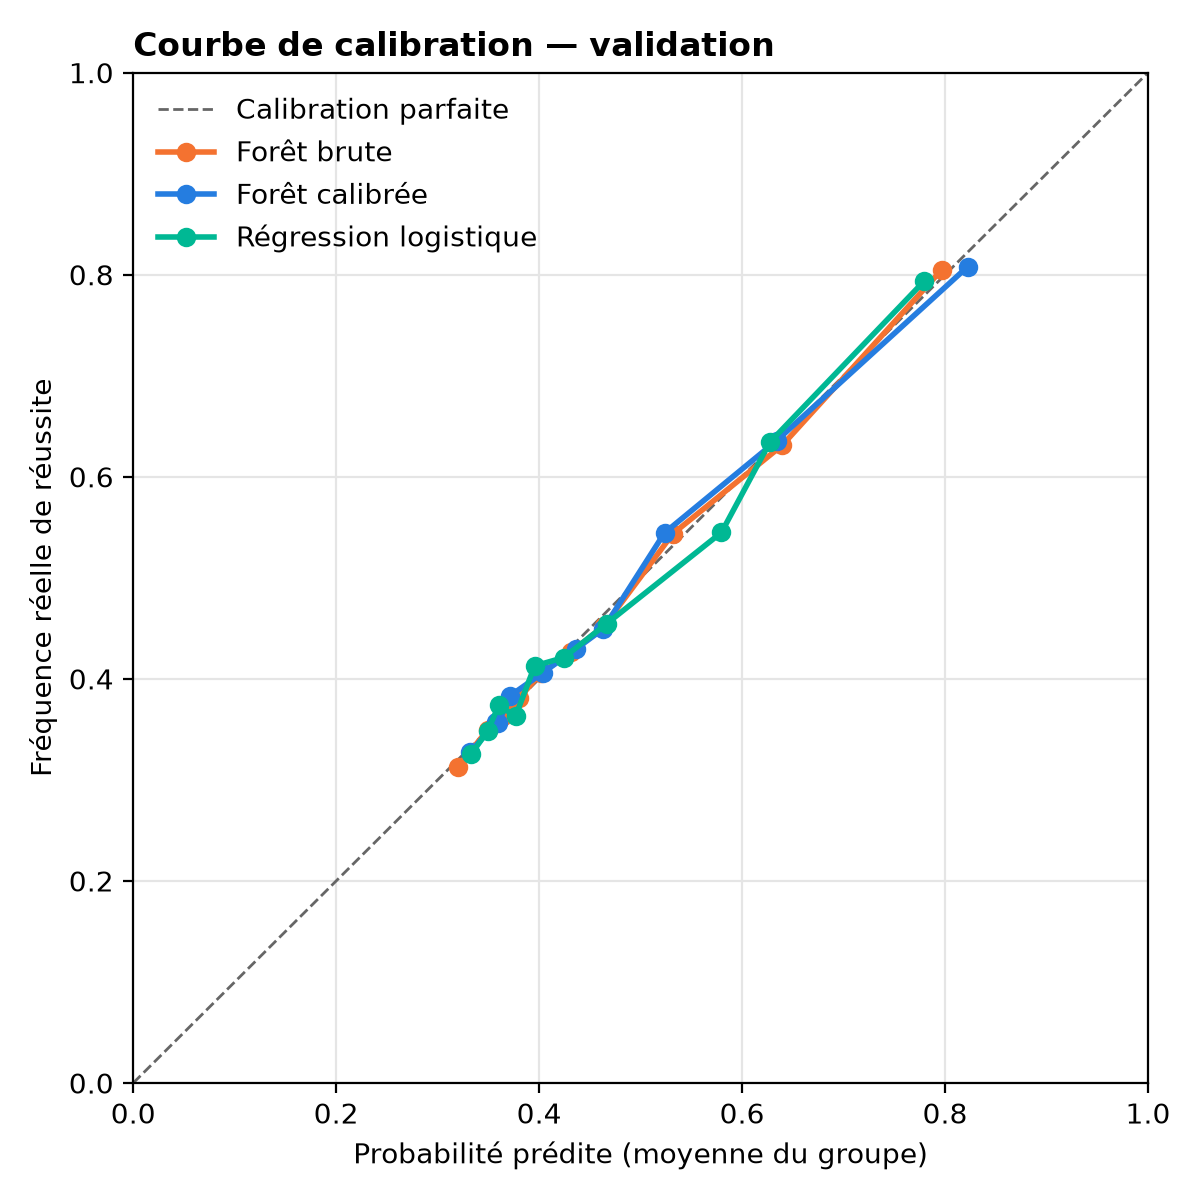 Courbe de calibration — validation
Calibration parfaite
Forêt brute
Forêt calibrée
Régression logistique
Fréquence réelle de réussite
1.0
0.8
0.6
0.4
0.2
0.0
0.0 0.2 0.4 0.6 0.8 1.0
Probabilité prédite (moyenne du groupe)